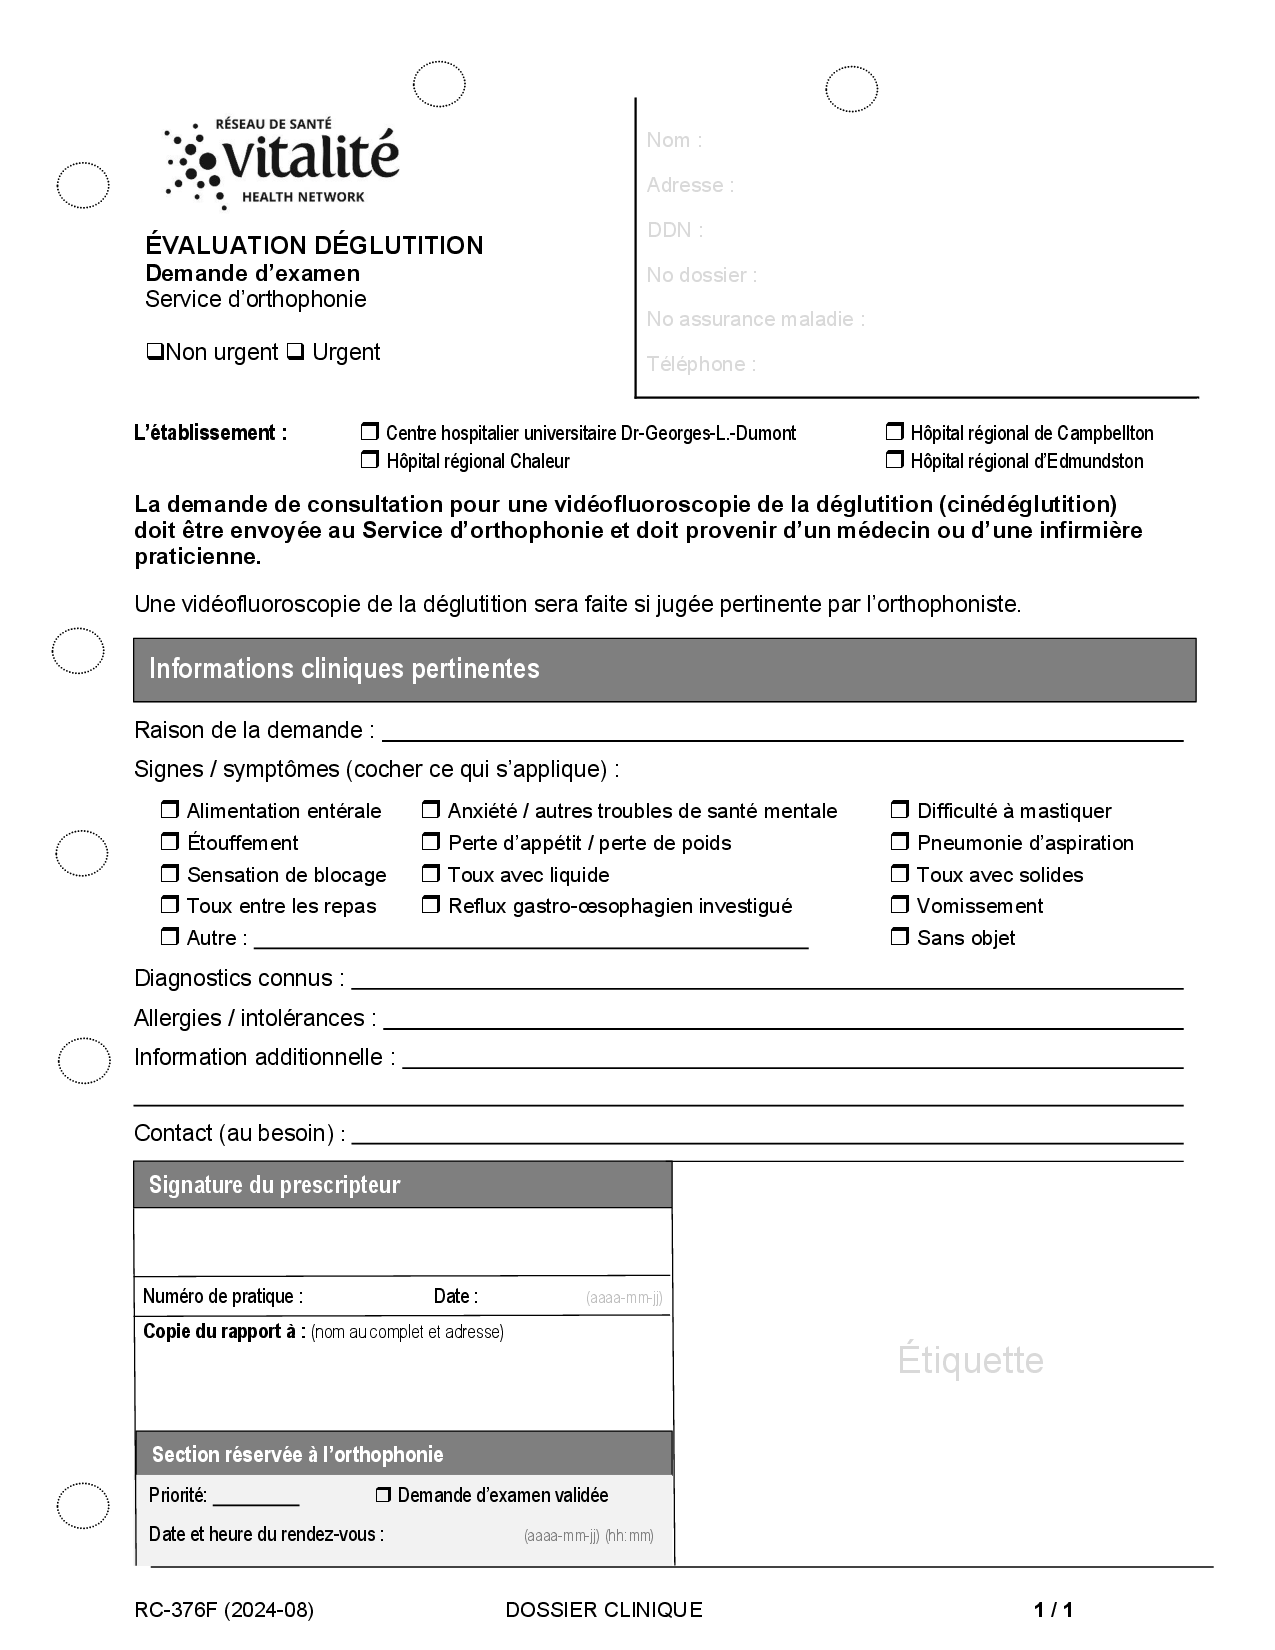 RÉSEAU DE SANTÉ
vitalité
HEALTH NETWORK
Nom :
Adresse :
DDN :
No dossier :
No assurance maladie :
Téléphone :
ÉVALUATION DÉGLUTITION
Demande d’examen
Service d’orthophonie
❑Non urgent ❑ Urgent
L’établissement : ❒ Centre hospitalier universitaire Dr-Georges-L.-Dumont ❒ Hôpital régional de Campbellton
❒ Hôpital régional Chaleur ❒ Hôpital régional d’Edmundston
La demande de consultation pour une vidéofluoroscopie de la déglutition (cinédéglutition)
doit être envoyée au Service d’orthophonie et doit provenir d’un médecin ou d’une infirmière
praticienne.
Une vidéofluoroscopie de la déglutition sera faite si jugée pertinente par l’orthophoniste.
Informations cliniques pertinentes
Raison de la demande :
Signes / symptômes (cocher ce qui s’applique) :
❒ Alimentation entérale ❒ Anxiété / autres troubles de santé mentale ❒ Difficulté à mastiquer
❒ Étouffement ❒ Perte d’appétit / perte de poids ❒ Pneumonie d’aspiration
❒ Sensation de blocage ❒ Toux avec liquide ❒ Toux avec solides
❒ Toux entre les repas ❒ Reflux gastro-œsophagien investigué ❒ Vomissement
❒ Autre : ❒ Sans objet
Diagnostics connus :
Allergies / intolérances :
Information additionnelle :
Contact (au besoin) :
Signature du prescripteur
Numéro de pratique : Date : (aaaa-mm-jj)
Copie du rapport à : (nom au complet et adresse)
Étiquette
Section réservée à l’orthophonie
Priorité: ❒ Demande d’examen validée
Date et heure du rendez-vous : (aaaa-mm-jj) (hh:mm)
RC-376F (2024-08) DOSSIER CLINIQUE 1 / 1